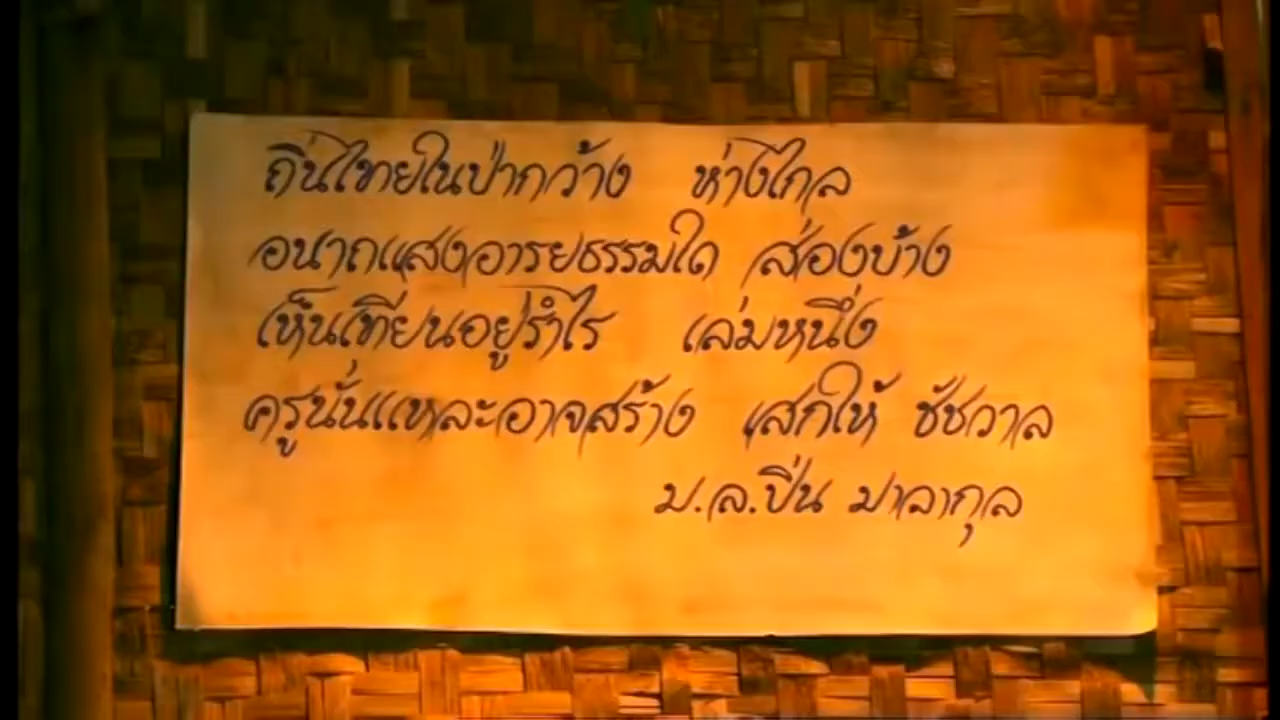 ถิ่นไทยในป่ากว้าง ห่างไกล
อนาถแสงอารยธรรมใด ส่องบ้าง
เห็นเทียนอยู่รำไร เล่มหนึ่ง
ครูนั่นแหละอาจสร้าง เสกให้ ชัชวาล
ม.ล.ปิ่น มาลากุล